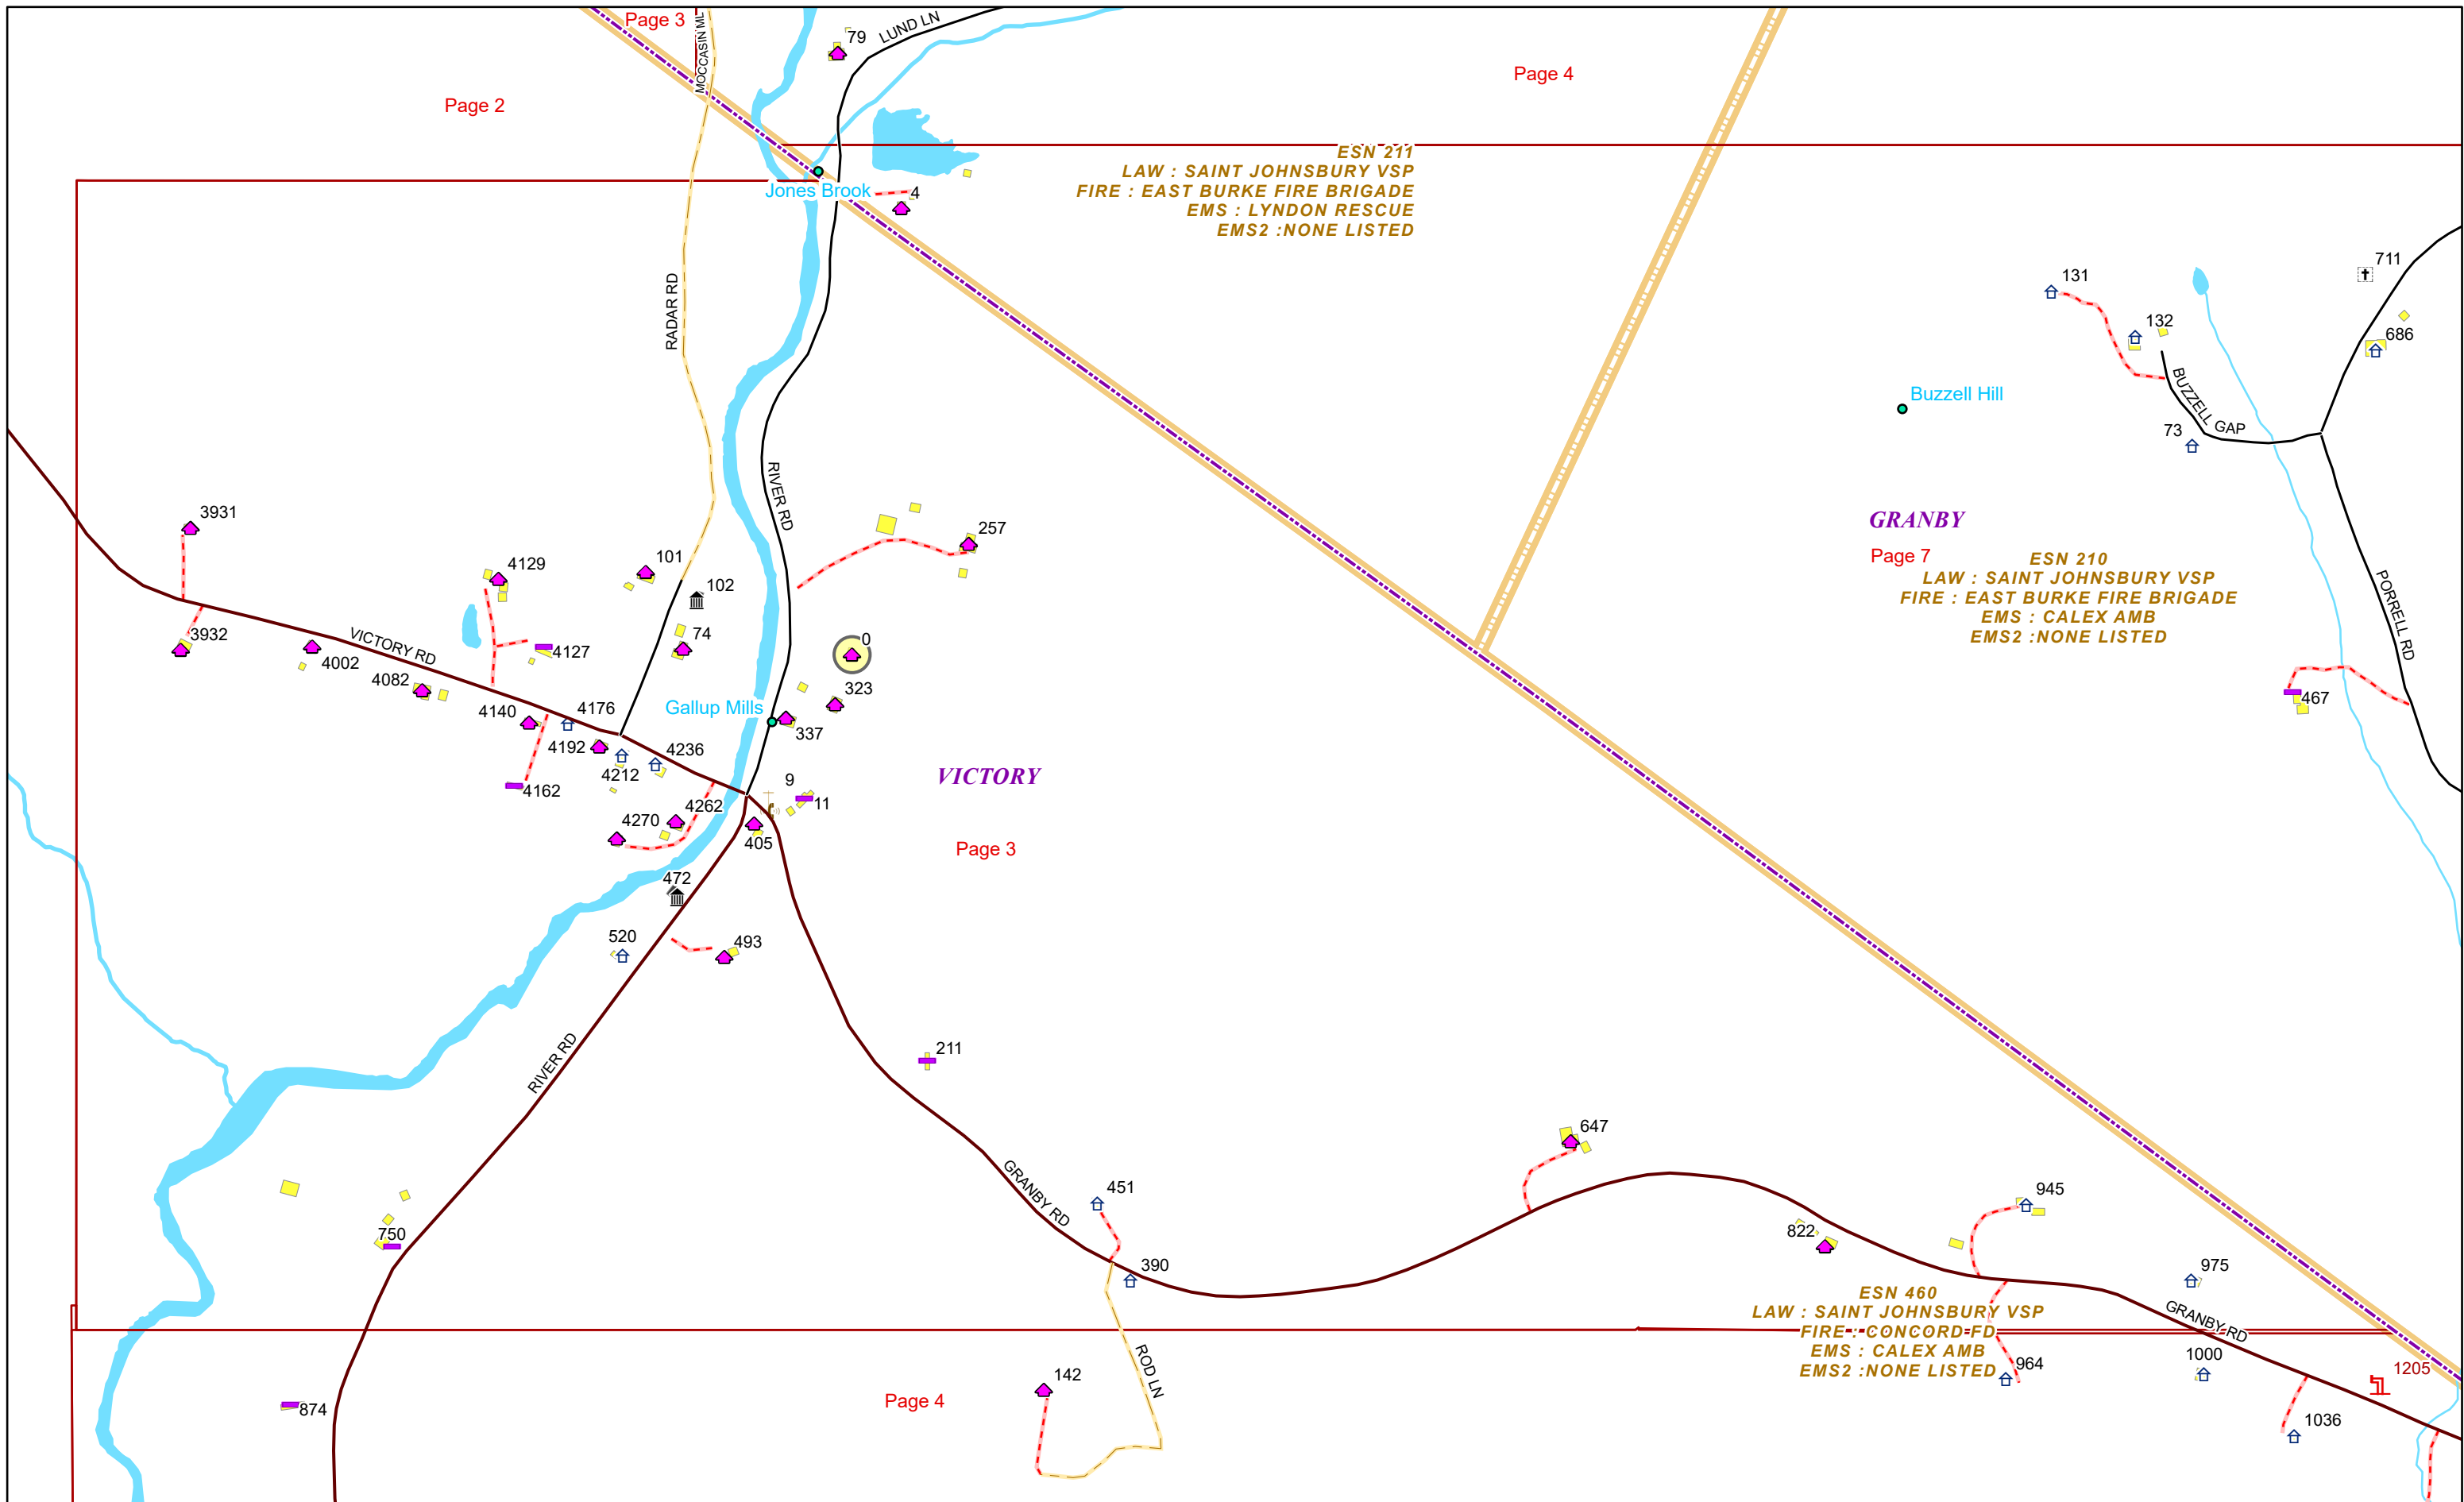 Page 3
MOCCASIN ML
79
LUND LN
Page 4
Page 2
ESN 211
LAW : SAINT JOHNSBURY VSP
FIRE : EAST BURKE FIRE BRIGADE
EMS : LYNDON RESCUE
EMS2 :NONE LISTED
Jones Brook
4
711
131
132
686
RADAR RD
Buzzell Hill
BUZZELL GAP
73
RIVER RD
3931
257
GRANBY
Page 7
ESN 210
LAW : SAINT JOHNSBURY VSP
FIRE : EAST BURKE FIRE BRIGADE
EMS : CALEX AMB
EMS2 :NONE LISTED
4129
101
102
PORRELL RD
3932
VICTORY RD
4002
4127
74
0
4082
323
467
4140
4176
Gallup Mills
337
4192
4236
4212
VICTORY
4162
9
11
4262
4270
405
Page 3
472
520
493
RIVER RD
211
647
GRANBY RD
451
945
750
822
390
975
ESN 460
LAW : SAINT JOHNSBURY VSP
FIRE : CONCORD FD
EMS : CALEX AMB
EMS2 :NONE LISTED
GRANBY RD
ROD LN
964
1000
1205
142
Page 4
874
1036